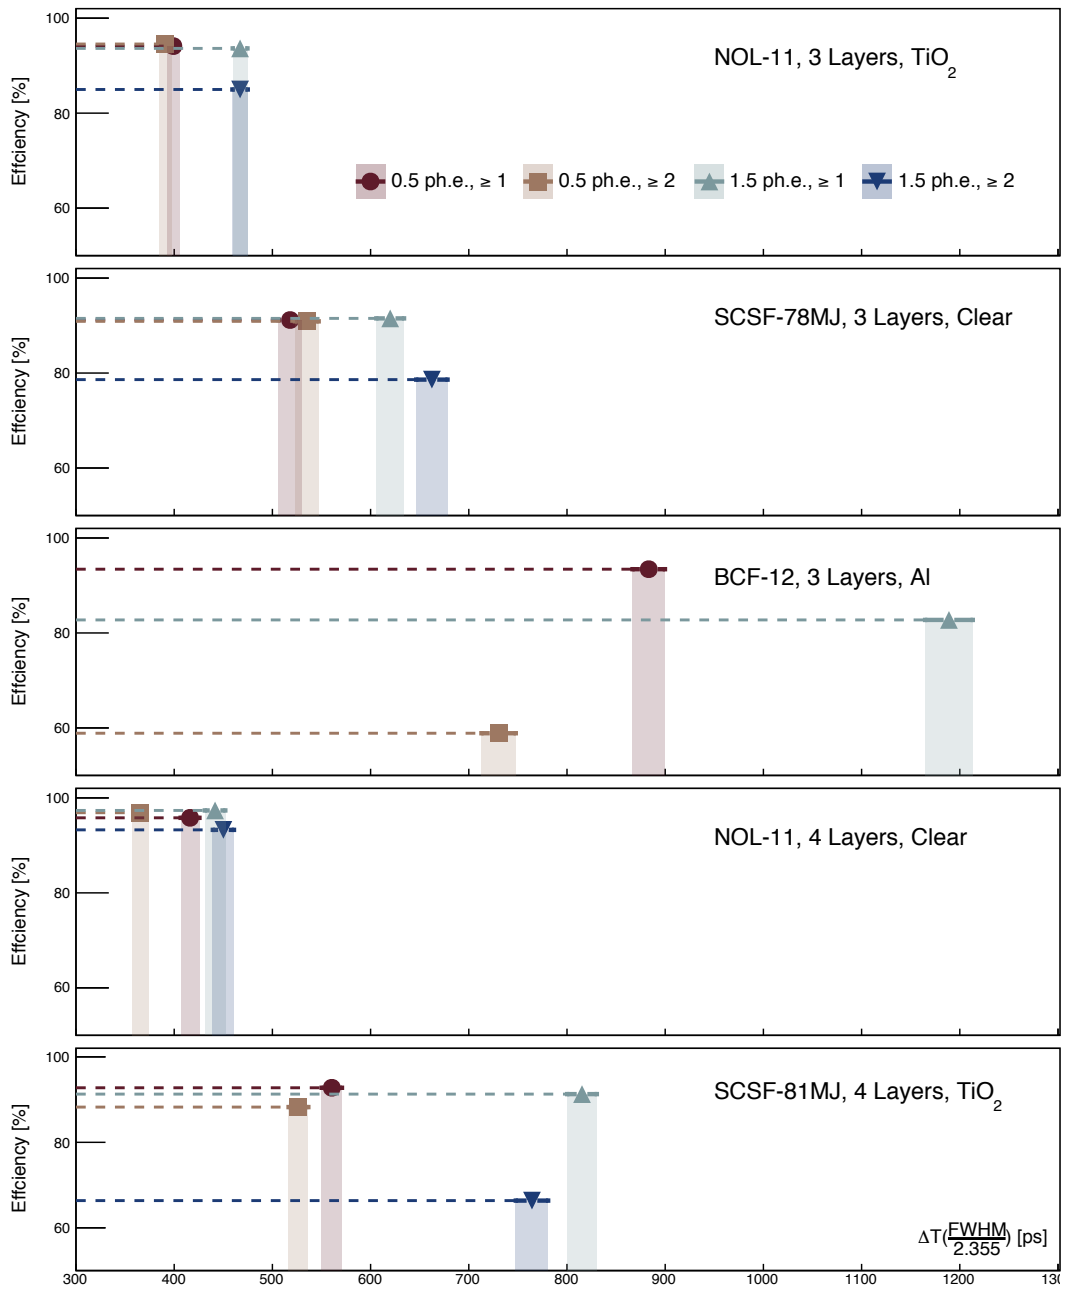 100
80
60
Effciency [%]
NOL-11, 3 Layers, TiO2
0.5 ph.e., ≥ 1 0.5 ph.e., ≥ 2 1.5 ph.e., ≥ 1 1.5 ph.e., ≥ 2
100
80
60
Effciency [%]
SCSF-78MJ, 3 Layers, Clear
100
80
60
Effciency [%]
BCF-12, 3 Layers, Al
100
80
60
Effciency [%]
NOL-11, 4 Layers, Clear
100
80
60
Effciency [%]
SCSF-81MJ, 4 Layers, TiO2
ΔT(FWHM/2.355) [ps]
300 400 500 600 700 800 900 1000 1100 1200